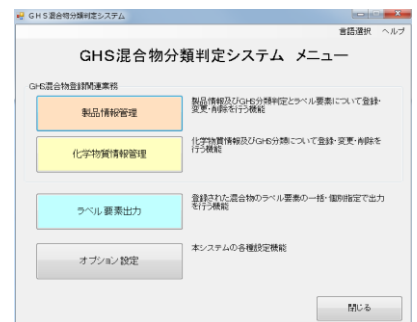 GHS混合物分類判定システム
言語選択 ヘルプ
GHS混合物分類判定システム メニュー
GHS混合物登録関連業務
製品情報管理
製品情報及びGHS分類判定とラベル要素について登録・
変更・削除を行う機能
化学物質情報管理
化学物質情報及びGHS分類について登録・変更・削除を
行う機能
ラベル要素出力
登録された混合物のラベル要素の一括・個別指定で出力
を行う機能
オプション設定
本システムの各種設定機能
閉じる